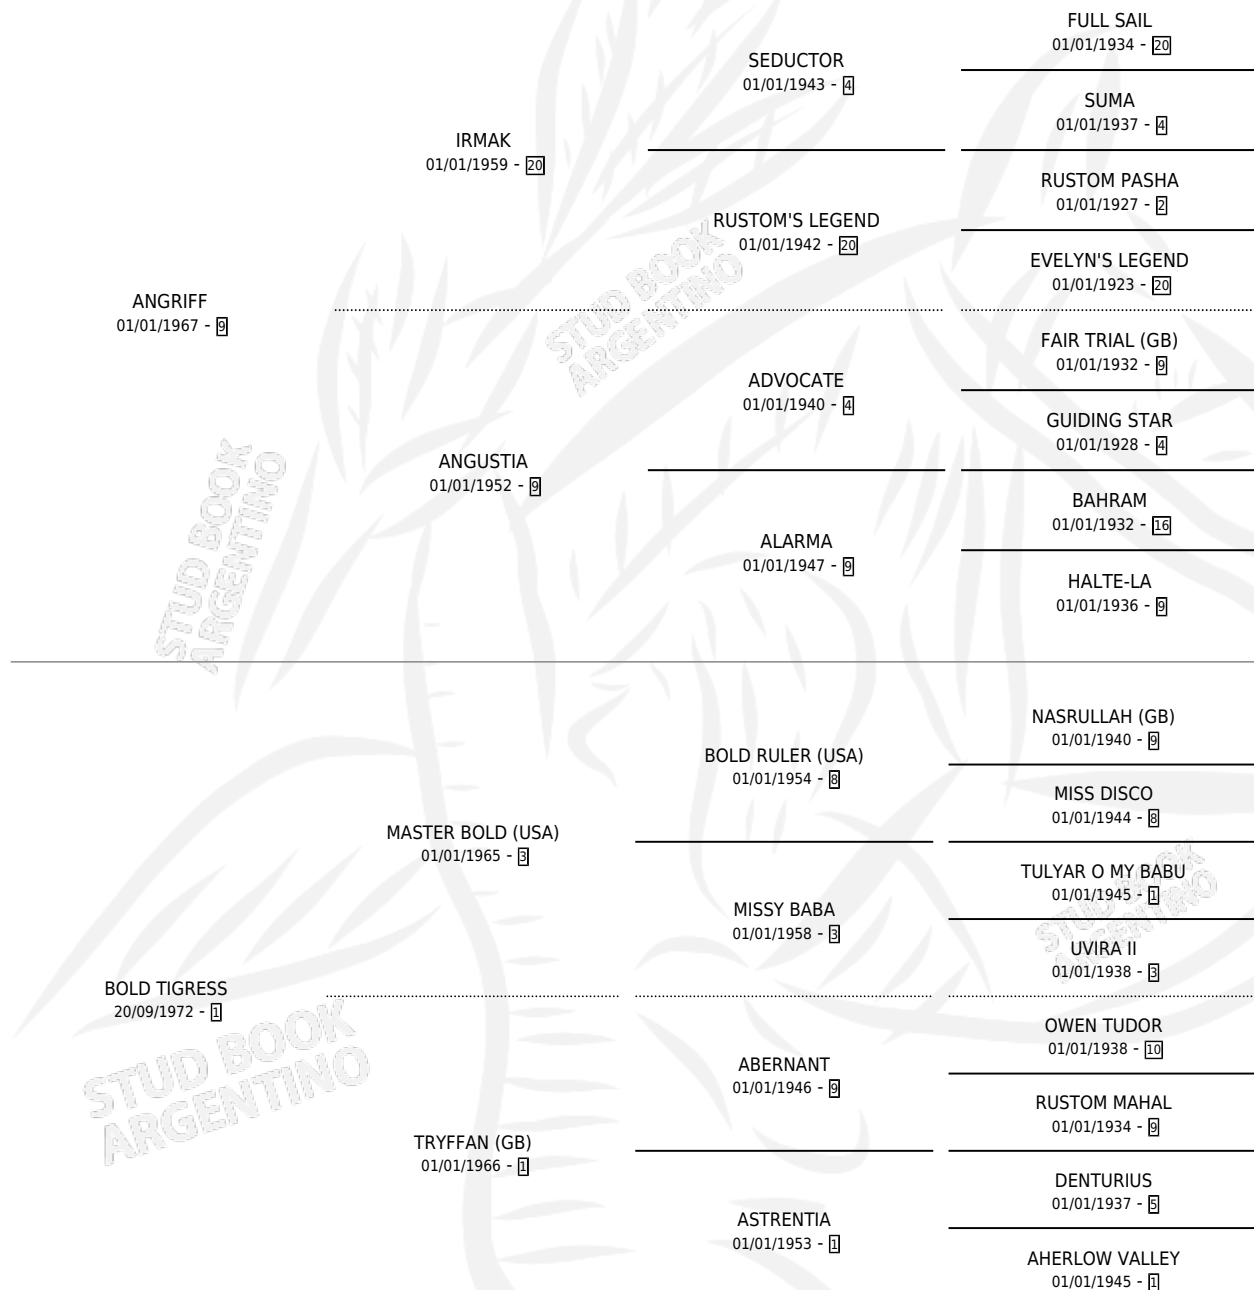 FULL SAIL
01/01/1934 - 20
SEDUCTOR
01/01/1943 - 4
SUMA
01/01/1937 - 4
IRMAK
01/01/1959 - 20
RUSTOM PASHA
01/01/1927 - 2
RUSTOM'S LEGEND
01/01/1942 - 20
EVELYN'S LEGEND
01/01/1923 - 20
ANGRIFF
01/01/1967 - 9
FAIR TRIAL (GB)
01/01/1932 - 9
ADVOCATE
01/01/1940 - 4
GUIDING STAR
01/01/1928 - 4
ANGUSTIA
01/01/1952 - 9
BAHRAM
01/01/1932 - 16
ALARMA
01/01/1947 - 9
HALTE-LA
01/01/1936 - 9
NASRULLAH (GB)
01/01/1940 - 9
BOLD RULER (USA)
01/01/1954 - 8
MISS DISCO
01/01/1944 - 8
MASTER BOLD (USA)
01/01/1965 - 3
TULYAR O MY BABU
01/01/1945 - 1
MISSY BABA
01/01/1958 - 3
UVIRA II
01/01/1938 - 3
BOLD TIGRESS
20/09/1972 - 1
OWEN TUDOR
01/01/1938 - 10
ABERNANT
01/01/1946 - 9
RUSTOM MAHAL
01/01/1934 - 9
TRYFFAN (GB)
01/01/1966 - 1
DENTURIUS
01/01/1937 - 5
ASTRENTIA
01/01/1953 - 1
AHERLOW VALLEY
01/01/1945 - 1
STUD BOOK
ARGENTINO
STUD BOOK
ARGENTINO
STUD BOOK
ARGENTINO
STUD BOOK
ARGENTINO